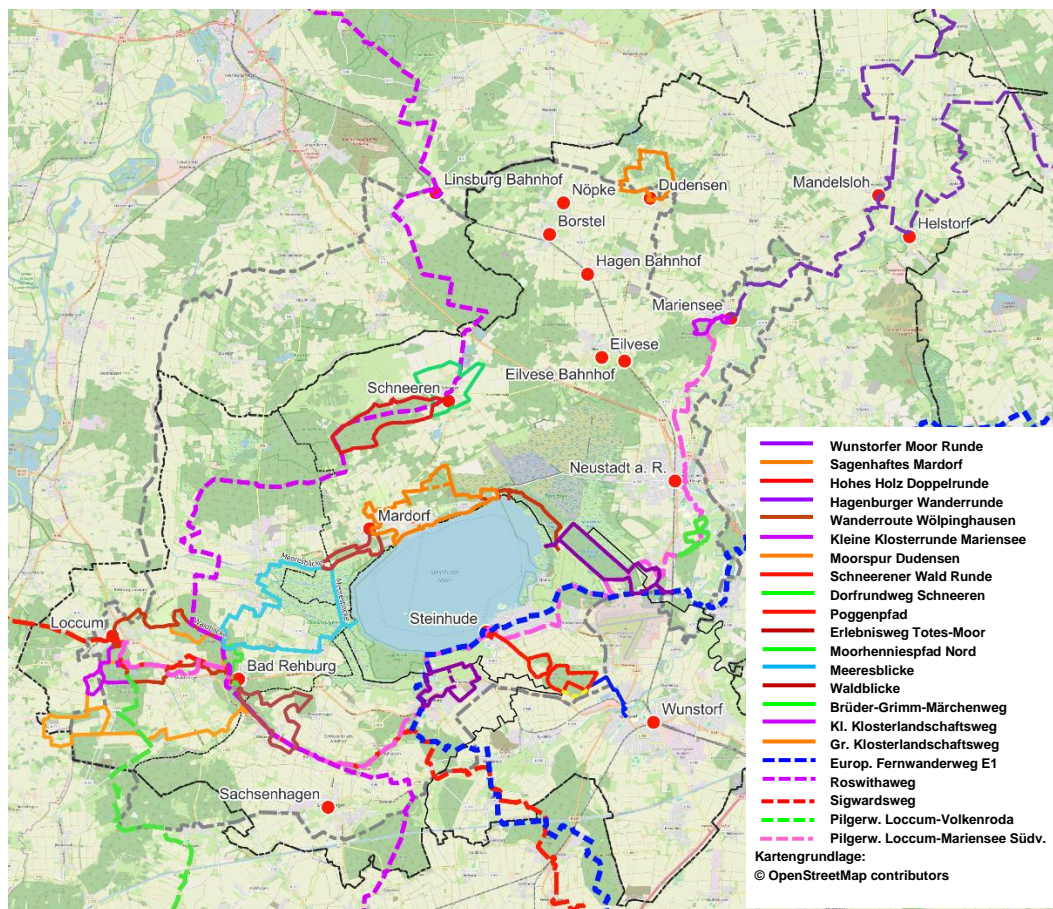 Linsburg Bahnhof
Nöpke
Dudensen
Borstel
Mandelsloh
Helstorf
Hagen Bahnhof
Mariensee
Eilvese
Eilvese Bahnhof
Schneeren
Neustadt a. R.
Mardorf
Meeresblicke
Meeresblicke
Steinhude
Waldblicke
Loccum
Bad Rehburg
Wunstorf
Sachsenhagen
Wunstorfer Moor Runde
Sagenhaftes Mardorf
Hohes Holz Doppelrunde
Hagenburger Wanderrunde
Wanderroute Wölpinghausen
Kleine Klosterrunde Mariensee
Moorspur Dudensen
Schneerener Wald Runde
Dorfrundweg Schneeren
Poggenpfad
Erlebnisweg Totes-Moor
Moorhenniespfad Nord
Meeresblicke
Waldblicke
Brüder-Grimm-Märchenweg
Kl. Klosterlandschaftsweg
Gr. Klosterlandschaftsweg
Europ. Fernwanderweg E1
Roswithaweg
Sigwardsweg
Pilgerw. Loccum-Volkenroda
Pilgerw. Loccum-Mariensee Südv.
Kartengrundlage:
© OpenStreetMap contributors